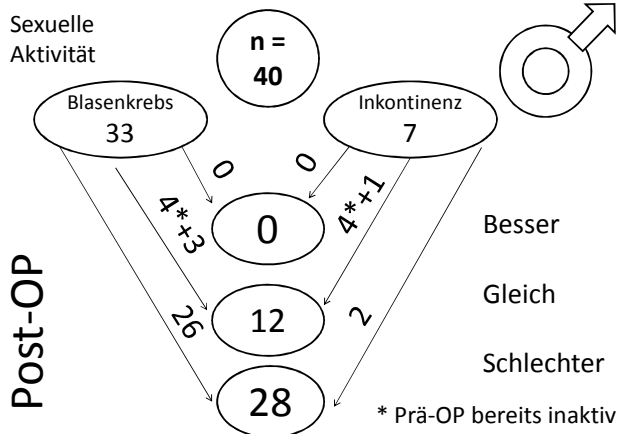 Sexuelle
Aktivität
n =
40
Blasenkrebs
33
Inkontinenz
7
0
0
0
4*+3
4*+1
Besser
12
26
2
Gleich
28
Schlechter
Post-OP
* Prä-OP bereits inaktiv